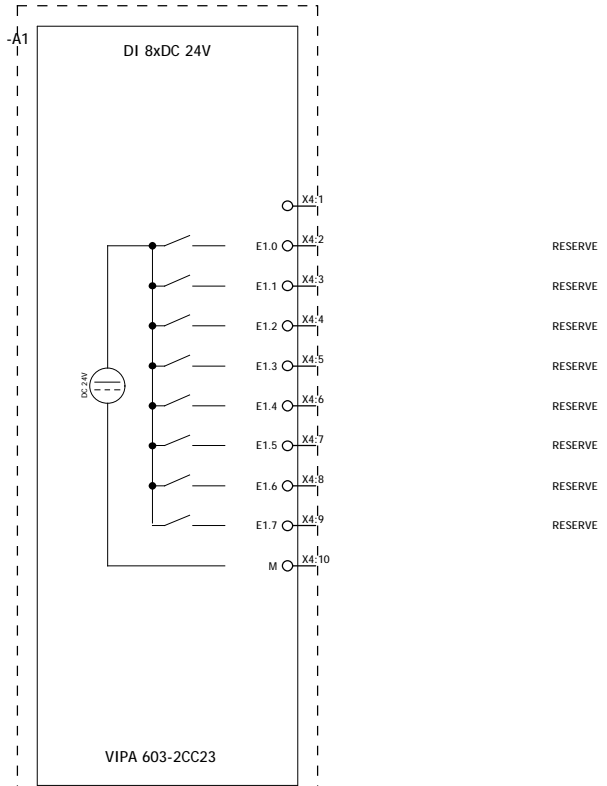 -A1
DI 8xDC 24V
X4:1
E1.0 X4:2 RESERVE
E1.1 X4:3 RESERVE
E1.2 X4:4 RESERVE
E1.3 X4:5 RESERVE
DC 24V
E1.4 X4:6 RESERVE
E1.5 X4:7 RESERVE
E1.6 X4:8 RESERVE
E1.7 X4:9 RESERVE
M X4:10
VIPA 603-2CC23